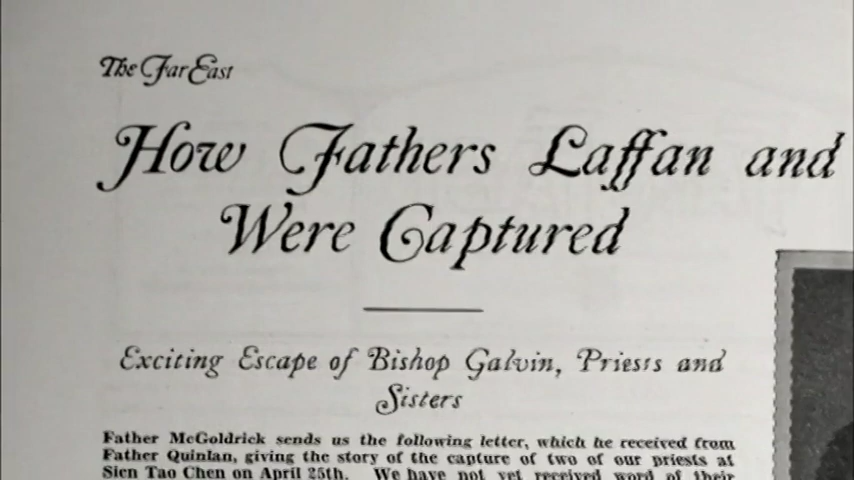 The Far East
How Fathers Laffan and
Were Captured
Exciting Escape of Bishop Galvin, Priests and
Sisters
Father McGoldrick sends us the following letter, which he received from
Father Quinlan, giving the story of the capture of two of our priests at
Sien Tao Chen on April 25th. We have not yet received word of their